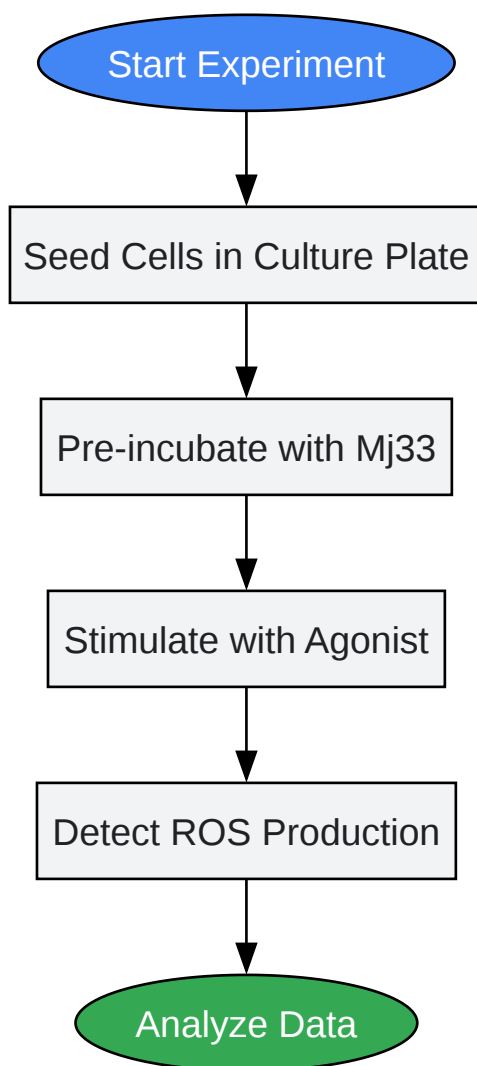 Start Experiment
Seed Cells in Culture Plate
Pre-incubate with Mj33
Stimulate with Agonist
Detect ROS Production
Analyze Data